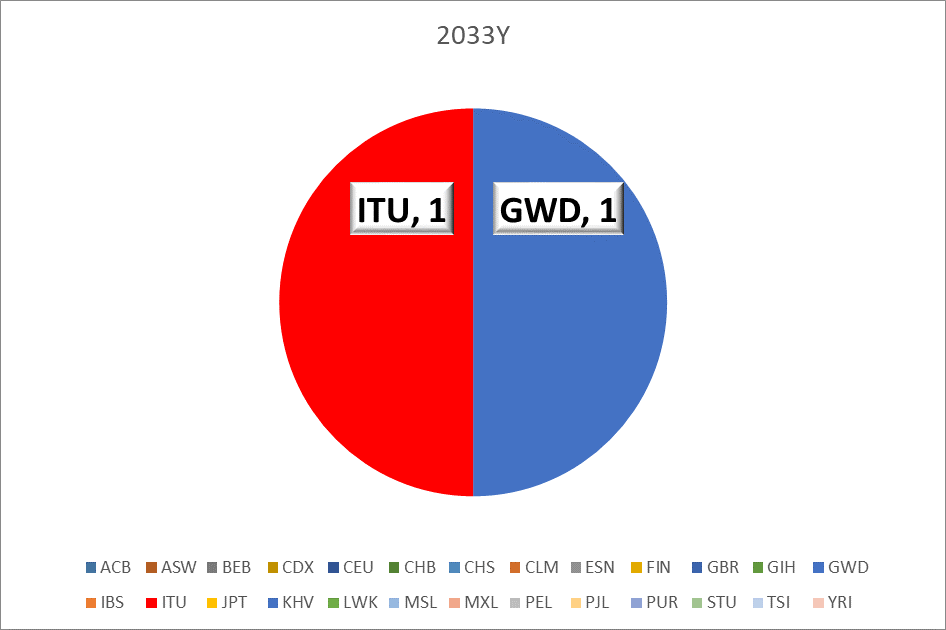 2033Y
ITU, 1 GWD, 1
ACB ASW BEB CDX CEU CHB CHS CLM ESN FIN GBR GIH GWD
IBS ITU JPT KHV LWK MSL MXL PEL PJL PUR STU TSI YRI